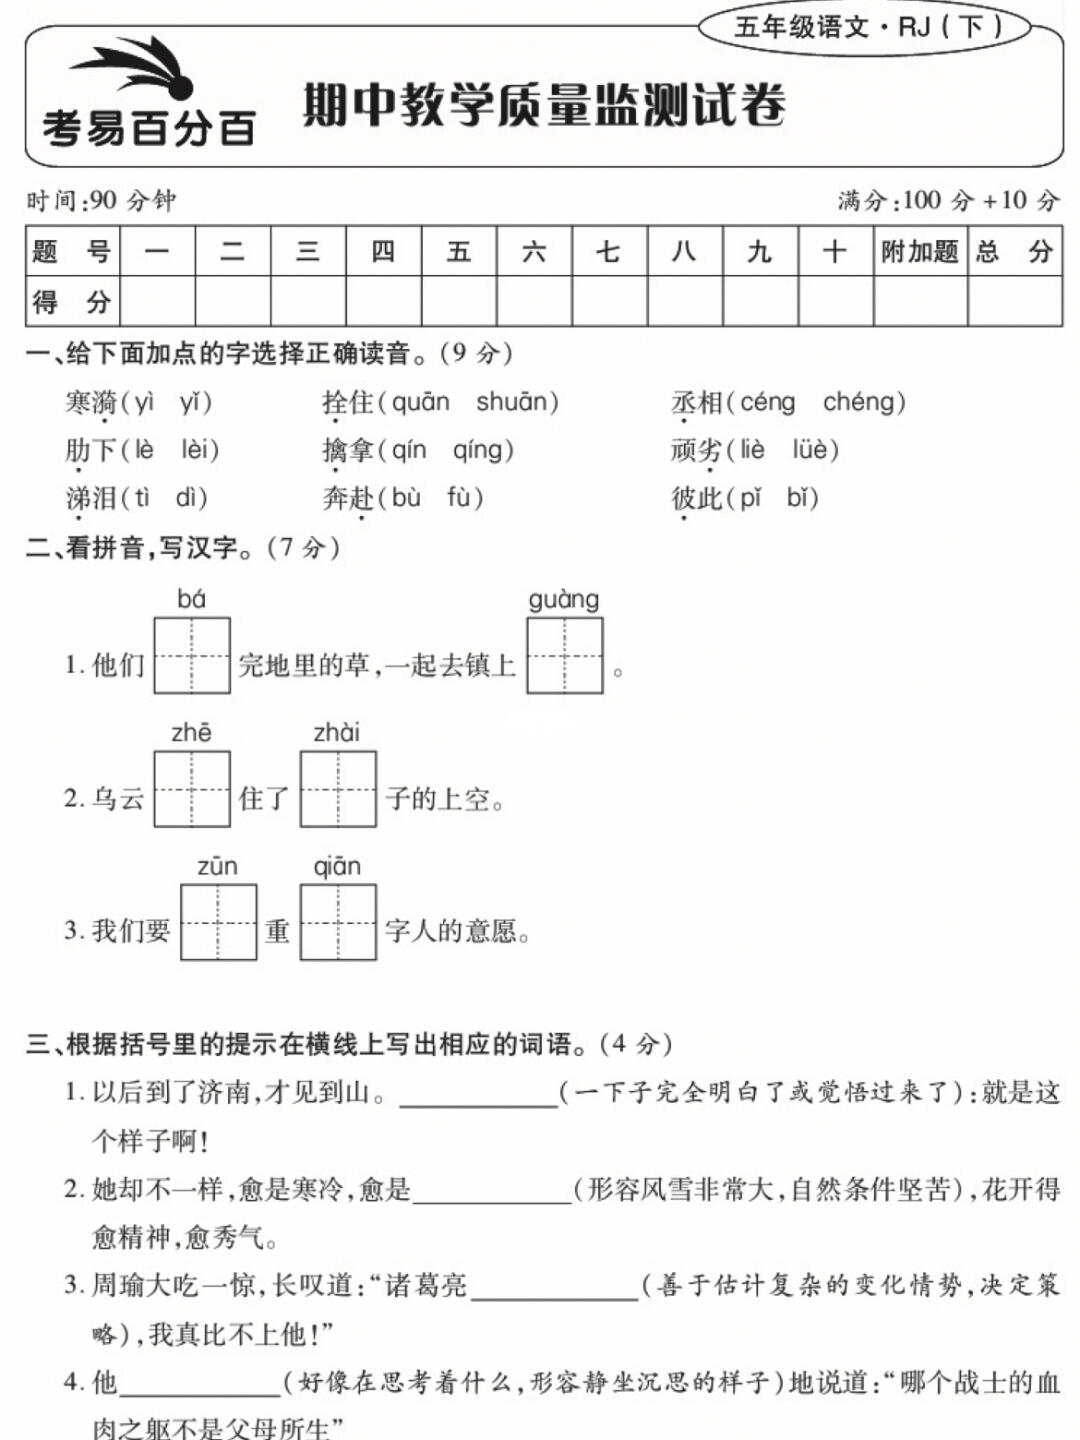 五年级语文·RJ(下)
考易百分百
期中教学质量监测试卷
时间:90 分钟 满分:100 分 +10 分
题 号 一 二 三 四 五 六 七 八 九 十 附加题 总 分
得 分
一、给下面加点的字选择正确读音。(9 分)
寒漪(yì yǐ) 拴住(quān shuān) 丞相(céng chéng)
肋下(lè lèi) 擒拿(qín qíng) 顽劣(liè lüè)
涕泪(tì dì) 奔赴(bù fù) 彼此(pǐ bǐ)
二、看拼音,写汉字。(7 分)
bá guàng
1. 他们 完地里的草,一起去镇上 。
zhē zhài
2. 乌云 住了 子的上空。
zūn qiān
3. 我们要 重 字人的意愿。
三、根据括号里的提示在横线上写出相应的词语。(4 分)
1. 以后到了济南,才见到山。____________(一下子完全明白了或觉悟过来了):就是这
个样子啊!
2. 她却不一样,愈是寒冷,愈是____________(形容风雪非常大,自然条件坚苦),花开得
愈精神,愈秀气。
3. 周瑜大吃一惊,长叹道:“诸葛亮____________(善于估计复杂的变化情势,决定策
略),我真比不上他!”
4. 他____________(好像在思考着什么,形容静坐沉思的样子)地说道:“哪个战士的血
肉之躯不是父母所生”